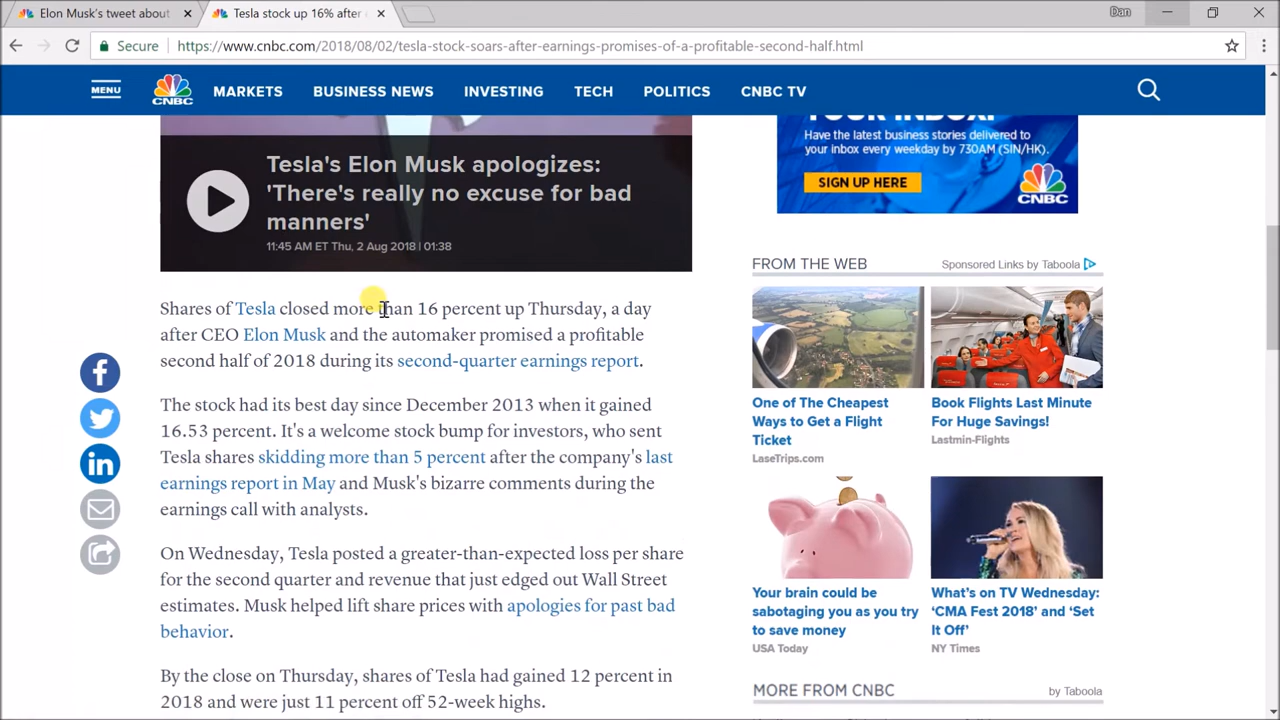 Elon Musk's tweet about
Tesla stock up 16% after
Dan
Secure
https://www.cnbc.com/2018/08/02/tesla-stock-soars-after-earnings-promises-of-a-profitable-second-half.html
MENU
CNBC
MARKETS
BUSINESS NEWS
INVESTING
TECH
POLITICS
CNBC TV
Tesla's Elon Musk apologizes:
'There's really no excuse for bad
manners'
11:45 AM ET Thu, 2 Aug 2018 | 01:38
Shares of Tesla closed more than 16 percent up Thursday, a day
after CEO Elon Musk and the automaker promised a profitable
second half of 2018 during its second-quarter earnings report.
The stock had its best day since December 2013 when it gained
16.53 percent. It's a welcome stock bump for investors, who sent
Tesla shares skidding more than 5 percent after the company's last
earnings report in May and Musk's bizarre comments during the
earnings call with analysts.
On Wednesday, Tesla posted a greater-than-expected loss per share
for the second quarter and revenue that just edged out Wall Street
estimates. Musk helped lift share prices with apologies for past bad
behavior.
By the close on Thursday, shares of Tesla had gained 12 percent in
2018 and were just 11 percent off 52-week highs.
YOUR INBOX!
Have the latest business stories delivered to
your inbox every weekday by 730AM (SIN/HK).
SIGN UP HERE
CNBC
FROM THE WEB
Sponsored Links by Taboola
One of The Cheapest
Ways to Get a Flight
Ticket
LaseTrips.com
Book Flights Last Minute
For Huge Savings!
Lastmin-Flights
Your brain could be
sabotaging you as you try
to save money
USA Today
What's on TV Wednesday:
'CMA Fest 2018' and 'Set
It Off'
NY Times
MORE FROM CNBC
by Taboola